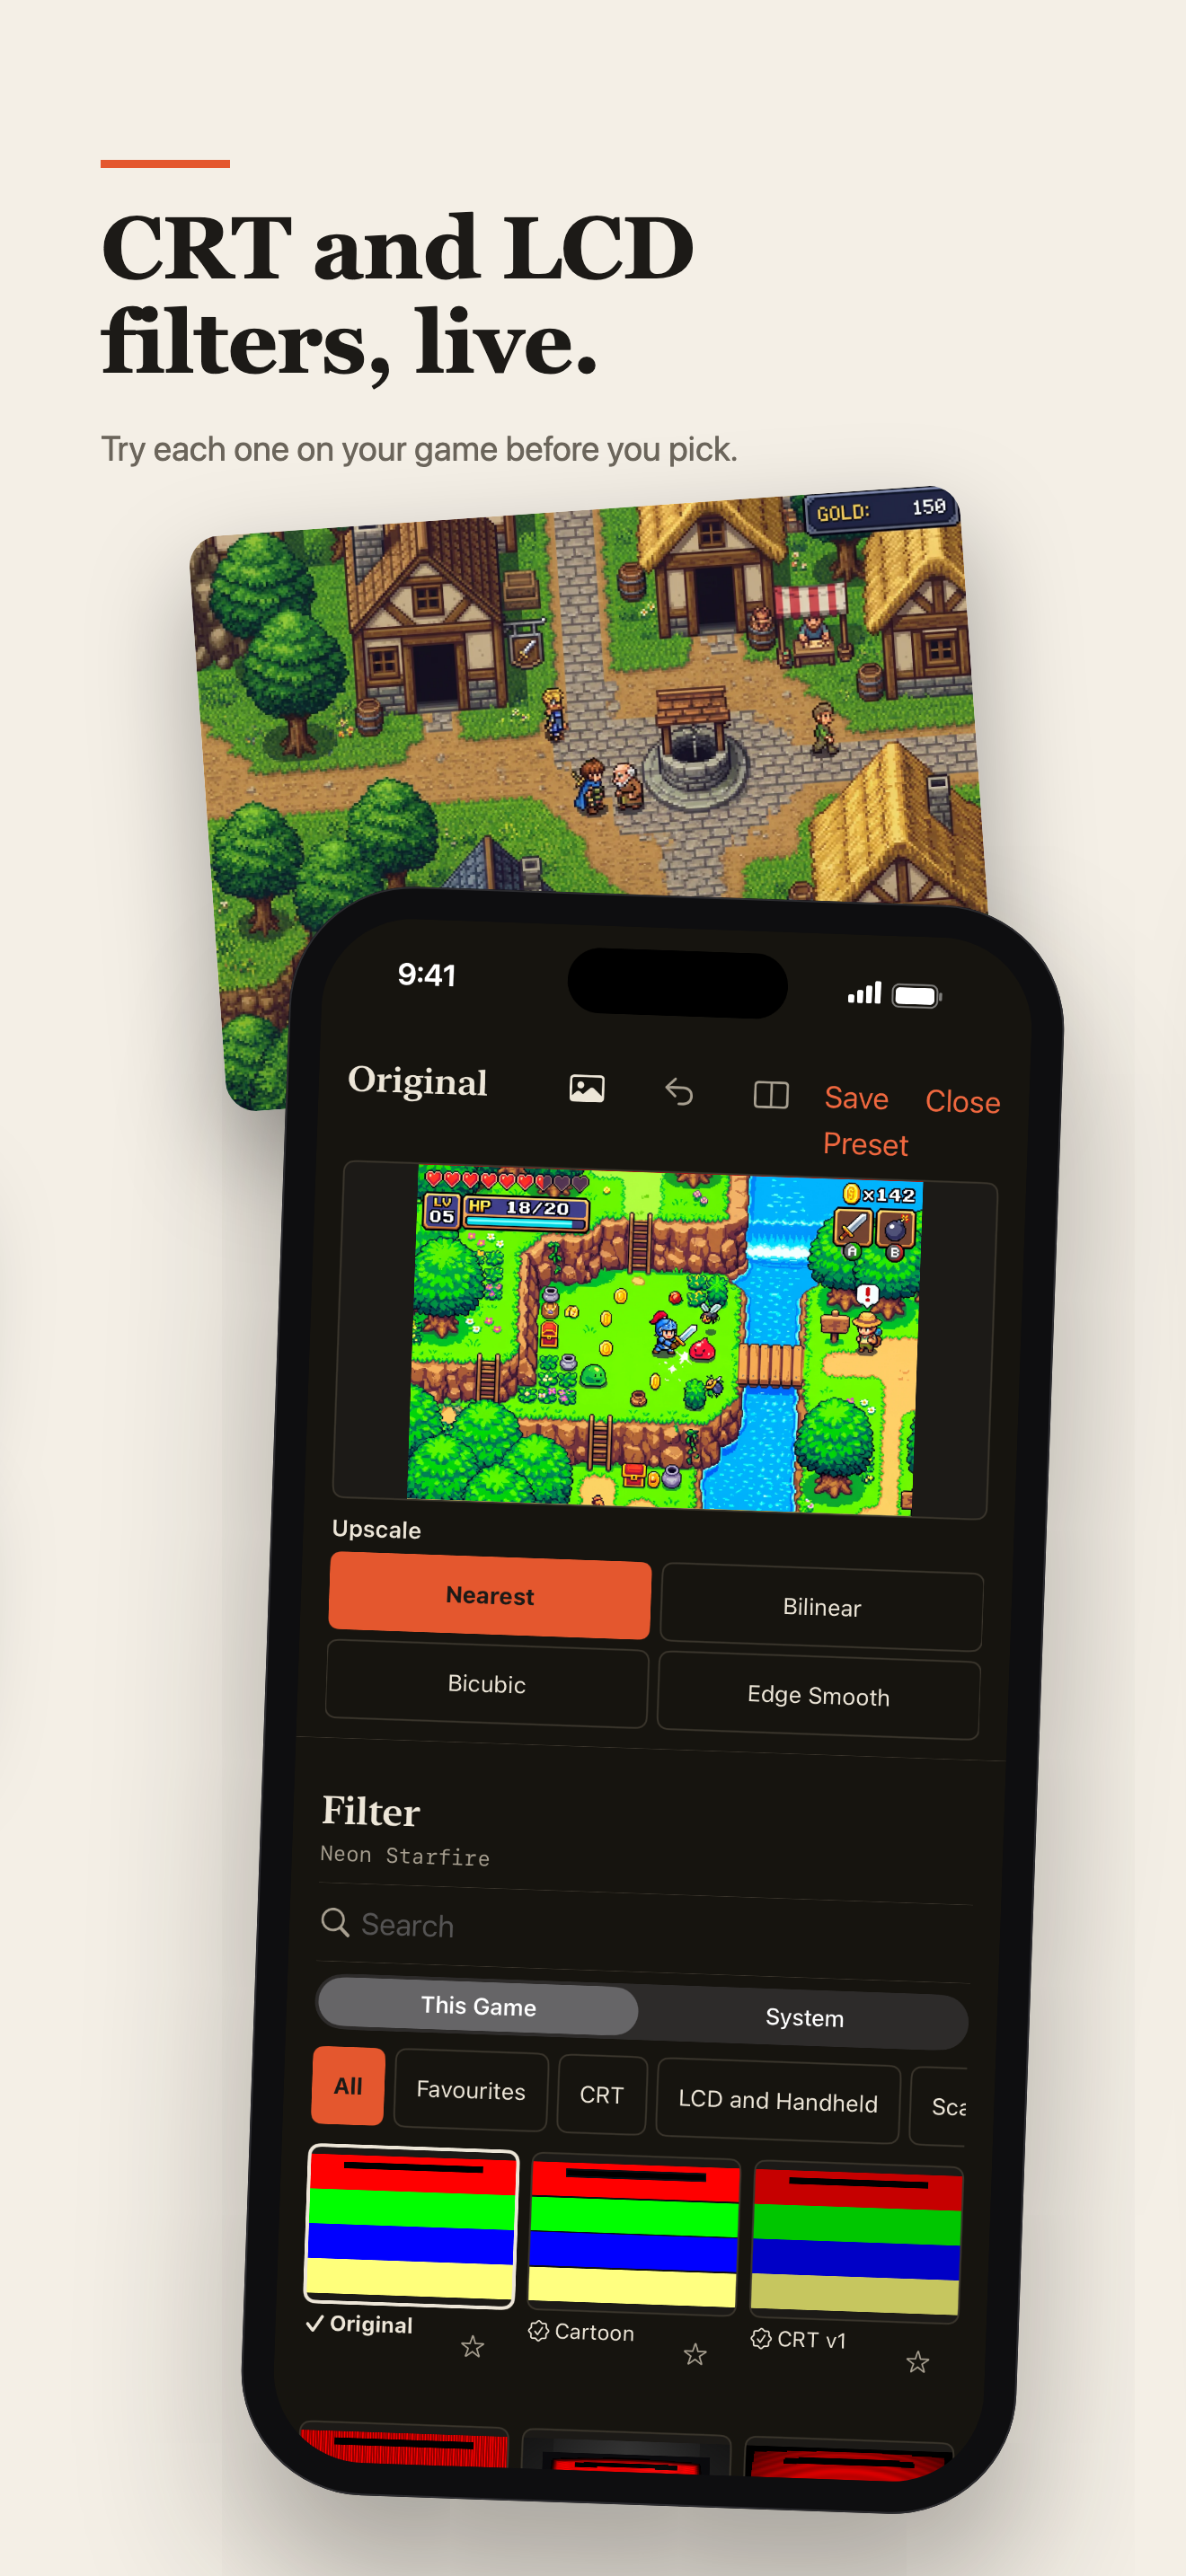 CRT and LCD
filters, live.
Try each one on your game before you pick.
GOLD: 150
9:41
Original
Save
Preset
Close
LV
05
HP 18/20
x142
A
B
!
Upscale
Nearest
Bilinear
Bicubic
Edge Smooth
Filter
Neon Starfire
Search
This Game
System
All
Favourites
CRT
LCD and Handheld
Sca
Original
Cartoon
CRT v1